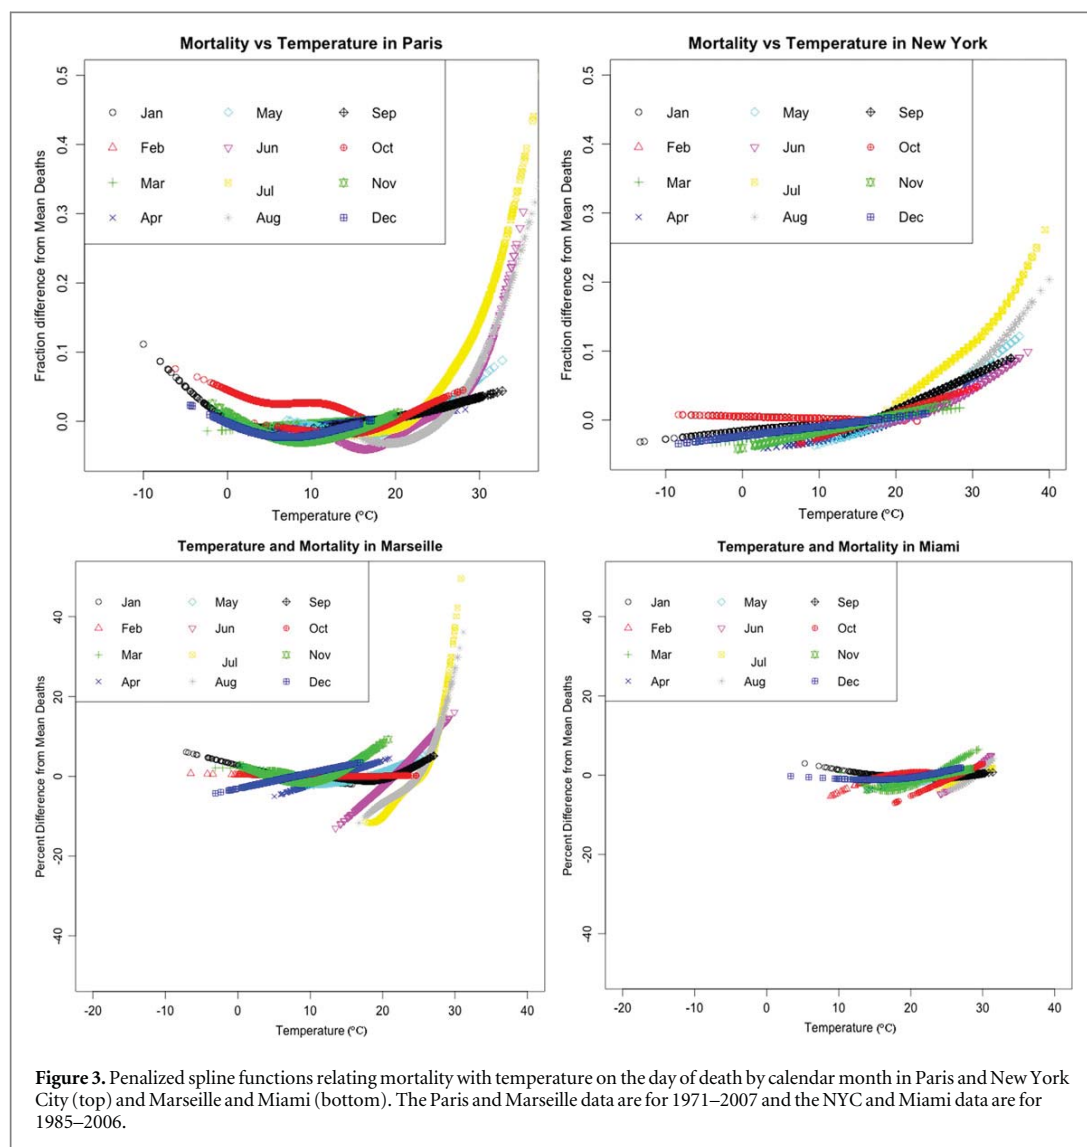 Mortality vs Temperature in Paris
Fraction difference from Mean Deaths
0.5
0.4
0.3
0.2
0.1
0.0
Jan May Sep
Feb Jun Oct
Mar Jul Nov
Apr Aug Dec
-10 0 10 20 30
Temperature (°C)
Mortality vs Temperature in New York
Fraction difference from Mean Deaths
0.5
0.4
0.3
0.2
0.1
0.0
Jan May Sep
Feb Jun Oct
Mar Jul Nov
Apr Aug Dec
-10 0 10 20 30 40
Temperature (°C)
Temperature and Mortality in Marseille
Percent Difference from Mean Deaths
40
20
0
-20
-40
Jan May Sep
Feb Jun Oct
Mar Jul Nov
Apr Aug Dec
-20 -10 0 10 20 30 40
Temperature (°C)
Temperature and Mortality in Miami
Percent Difference from Mean Deaths
40
20
0
-20
-40
Jan May Sep
Feb Jun Oct
Mar Jul Nov
Apr Aug Dec
-20 -10 0 10 20 30 40
Temperature (°C)
Figure 3. Penalized spline functions relating mortality with temperature on the day of death by calendar month in Paris and New York
City (top) and Marseille and Miami (bottom). The Paris and Marseille data are for 1971–2007 and the NYC and Miami data are for
1985–2006.